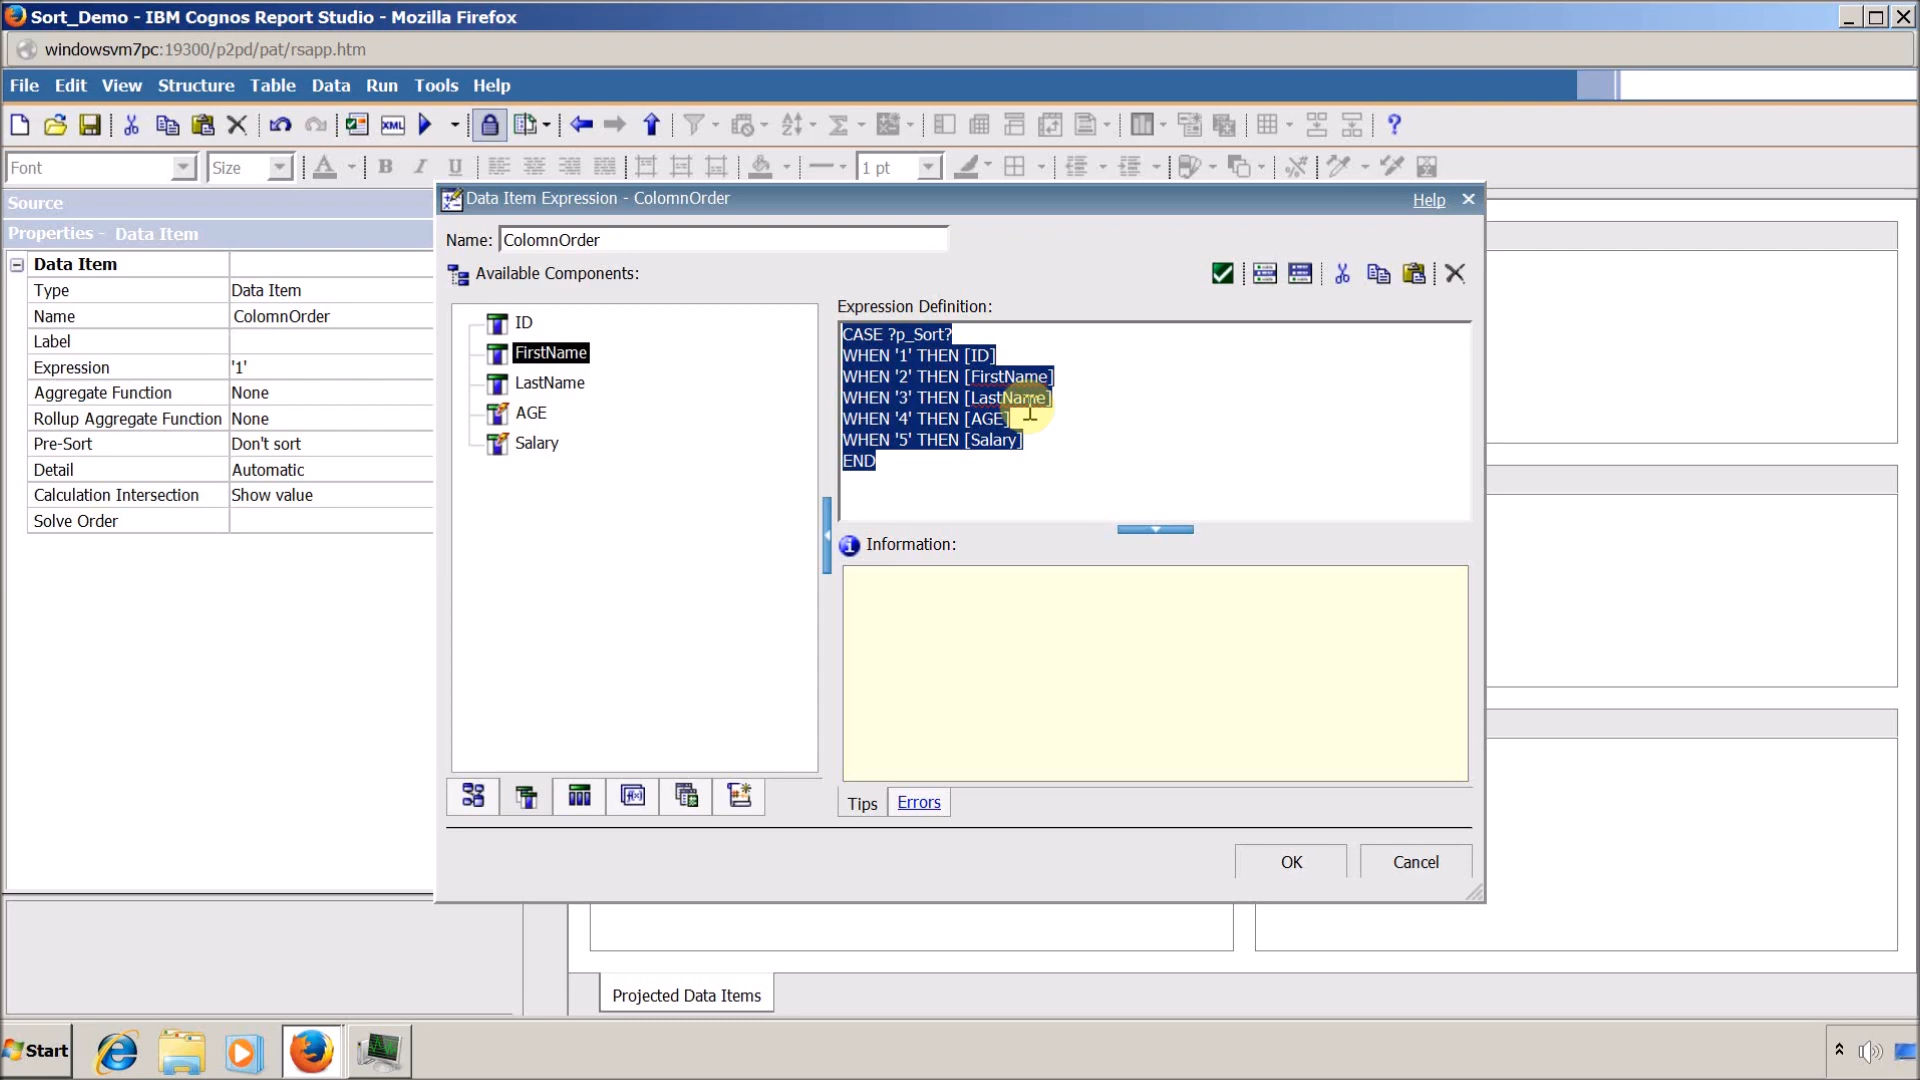 Sort_Demo - IBM Cognos Report Studio - Mozilla Firefox
windowsvm7pc:19300/p2pd/pat/rsapp.htm
File Edit View Structure Table Data Run Tools Help
XML
Font Size A B I U 1 pt
Source
Properties - Data Item
Data Item
Type Data Item
Name ColomnOrder
Label
Expression '1'
Aggregate Function None
Rollup Aggregate Function None
Pre-Sort Don't sort
Detail Automatic
Calculation Intersection Show value
Solve Order
Data Item Expression - ColomnOrder Help
Name: ColomnOrder
Available Components:
ID
FirstName
LastName
AGE
Salary
Expression Definition:
CASE ?p_Sort?
WHEN '1' THEN [ID]
WHEN '2' THEN [FirstName]
WHEN '3' THEN [LastName]
WHEN '4' THEN [AGE]
WHEN '5' THEN [Salary]
END
Information:
Tips Errors
OK Cancel
Projected Data Items
Start